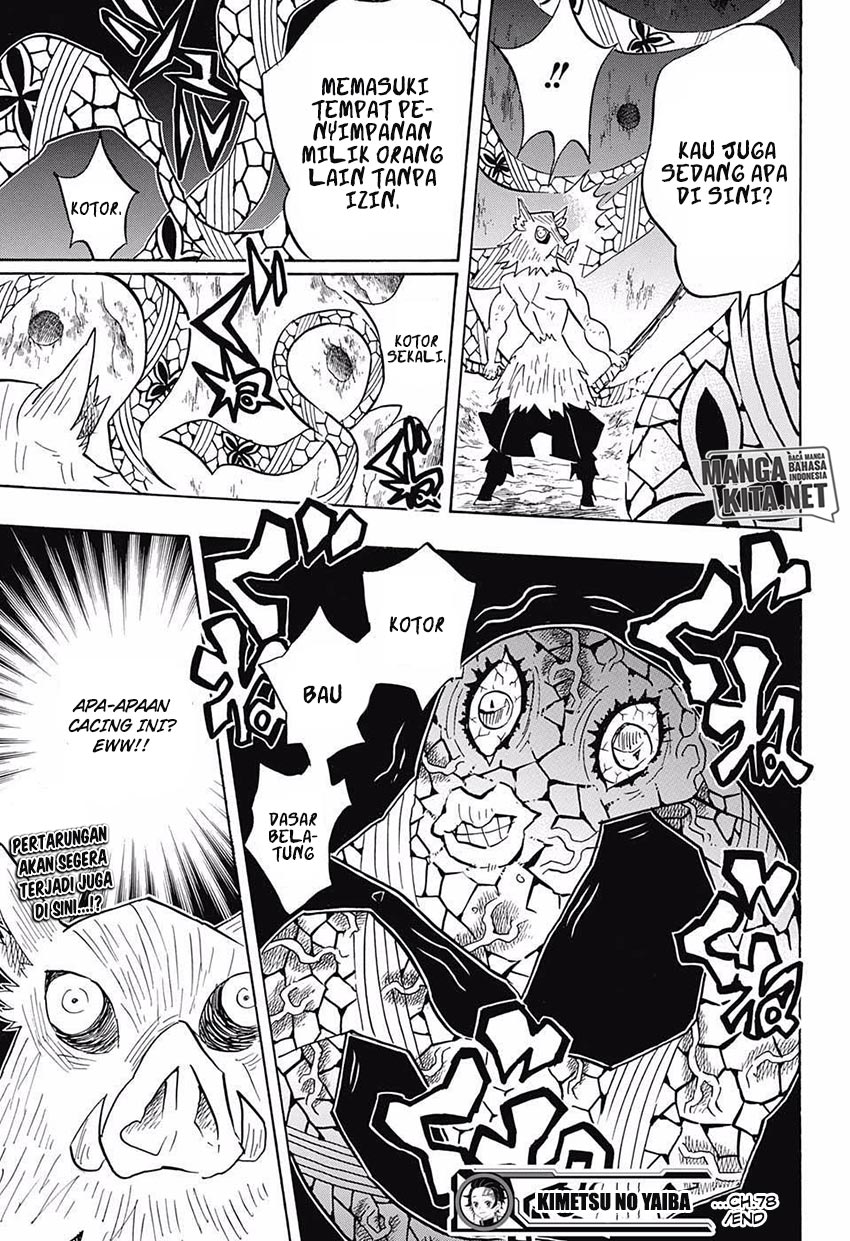 !!
KAU JUGA
SEDANG APA
DI SINI?
MEMASUKI
TEMPAT PE-
NYIMPANAN
MILIK ORANG
LAIN TANPA
IZIN.
KOTOR.
KOTOR
SEKALI.
MANGA
KITA.NET
BACA MANGA
BAHASA
INDONESIA
KOTOR
BAU
DASAR
BELA-
TUNG
APA-APAAN
CACING INI?
EWW!!
PERTARUNGAN
AKAN SEGERA
TERJADI JUGA
DI SINI...!?
KIMETSU NO YAIBA
...CH.78
/END